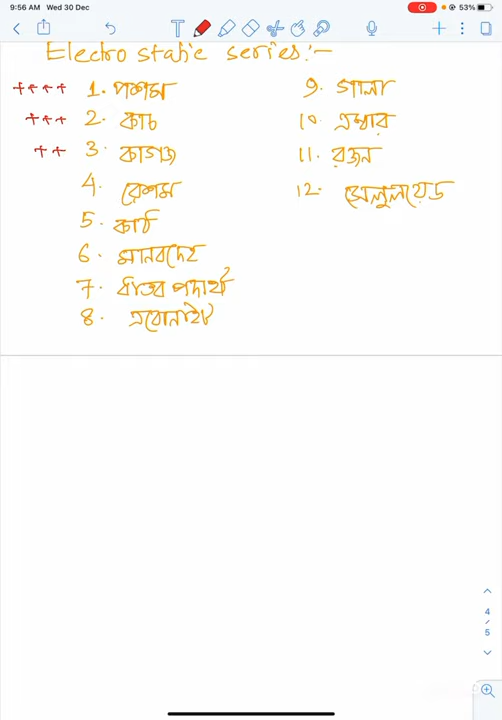 9:56 AM Wed 30 Dec
53%
Electro static series:-
++++ 1. পশম
+++ 2. কাচ
++ 3. কাগজ
4. রেশম
5. কাঠ
6. মানবদেহ
7. ধাতব পদার্থ
8. এবোনাইট
9. গালা
10. এম্বার
11. রজন
12. সেলুলয়েড
4
/
5